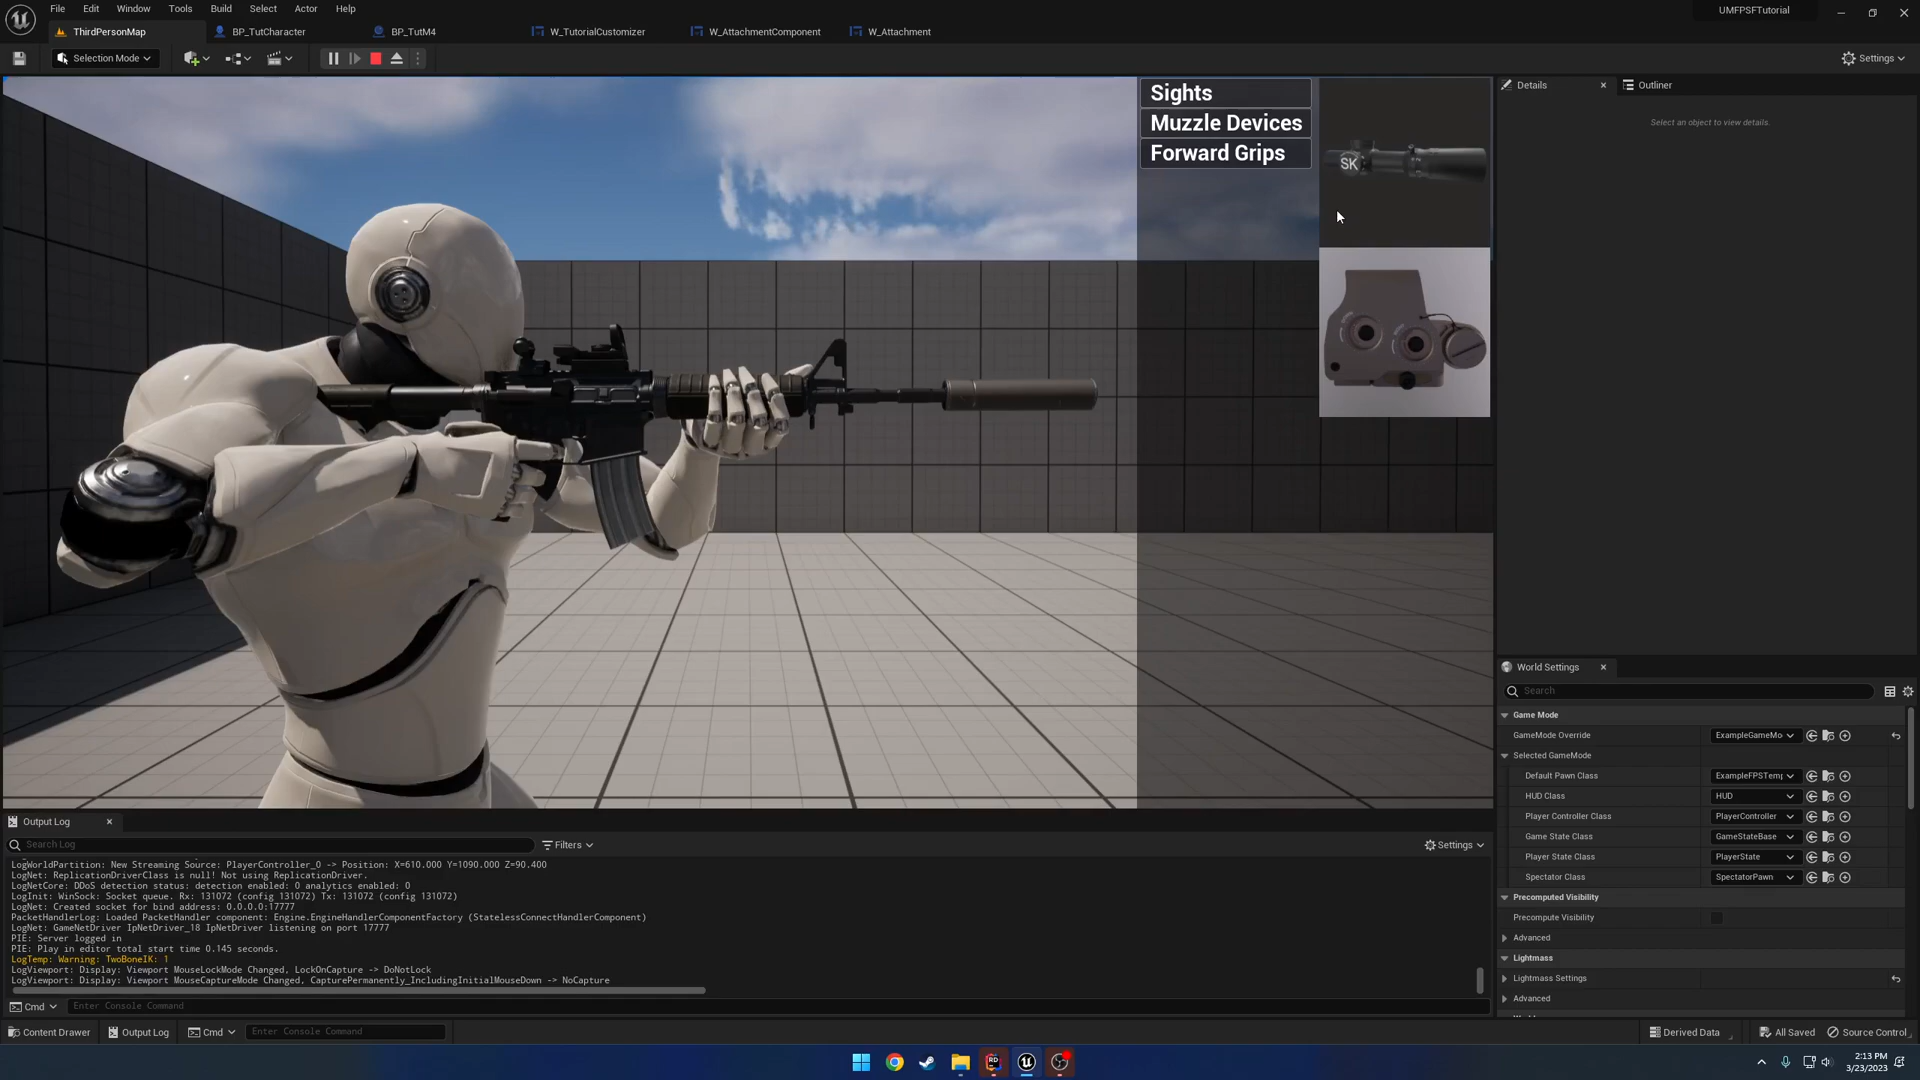 File Edit Window Tools Build Select Actor Help
UMFPSFTutorial
ThirdPersonMap BP_TutCharacter BP_TutM4 W_TutorialCustomizer W_AttachmentComponent W_Attachment
Selection Mode
Settings
Sights
Muzzle Devices
Forward Grips
SK
Details
Outliner
Select an object to view details.
World Settings
Search
Game Mode
GameMode Override ExampleGameMo
Selected GameMode
Default Pawn Class ExampleFPSTemp
HUD Class HUD
Player Controller Class PlayerController
Game State Class GameStateBase
Player State Class PlayerState
Spectator Class SpectatorPawn
Precomputed Visibility
Precompute Visibility
Advanced
Lightmass
Lightmass Settings
Advanced
Output Log
Search Log
Filters
Settings
LogWorldPartition: New Streaming Source: PlayerController_0 -> Position: X=610.000 Y=1090.000 Z=90.400
LogNet: ReplicationDriverClass is null! Not using ReplicationDriver.
LogNetCore: DDoS detection status: detection enabled: 0 analytics enabled: 0
LogInit: WinSock: Socket queue. Rx: 131072 (config 131072) Tx: 131072 (config 131072)
LogNet: Created socket for bind address: 0.0.0.0:17777
PacketHandlerLog: Loaded PacketHandler component: Engine.EngineHandlerComponentFactory (StatelessConnectHandlerComponent)
LogNet: GameNetDriver IpNetDriver_18 IpNetDriver listening on port 17777
PIE: Server logged in
PIE: Play in editor total start time 0.145 seconds.
LogTemp: Warning: TwoBoneIK: 1
LogViewport: Display: Viewport MouseLockMode Changed, LockOnCapture -> DoNotLock
LogViewport: Display: Viewport MouseCaptureMode Changed, CapturePermanently_IncludingInitialMouseDown -> NoCapture
Cmd Enter Console Command
Content Drawer Output Log Cmd Enter Console Command
Derived Data All Saved Source Control
RD
2:13 PM
3/23/2023